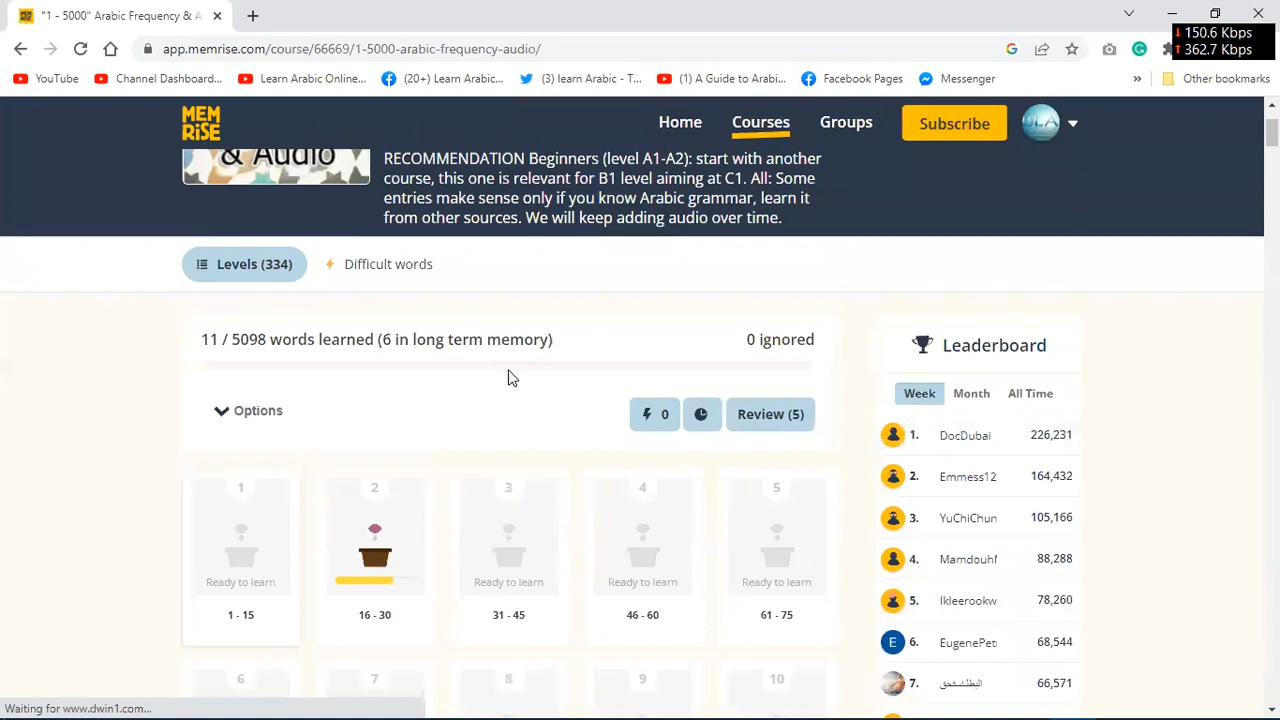 "1 - 5000" Arabic Frequency & A
150.6 Kbps
362.7 Kbps
app.memrise.com/course/66669/1-5000-arabic-frequency-audio/
YouTube
Channel Dashboard...
Learn Arabic Online...
(20+) Learn Arabic...
(3) learn Arabic - T...
(1) A Guide to Arabi...
Facebook Pages
Messenger
»
Other bookmarks
MEM
RiSE
Home
Courses
Groups
Subscribe
& Audio
RECOMMENDATION Beginners (level A1-A2): start with another
course, this one is relevant for B1 level aiming at C1. All: Some
entries make sense only if you know Arabic grammar, learn it
from other sources. We will keep adding audio over time.
Levels (334)
Difficult words
11 / 5098 words learned (6 in long term memory)
0 ignored
Options
0
Review (5)
1
2
3
4
5
Ready to learn
Ready to learn
Ready to learn
Ready to learn
1 - 15
16 - 30
31 - 45
46 - 60
61 - 75
6
7
8
9
10
Leaderboard
Week
Month
All Time
1. DocDubai 226,231
2. Emmess12 164,432
3. YuChiChun 105,166
4. Mamdouh 88,288
5. Ikleerookw 78,260
E 6. EugenePet 68,544
7. 66,571
Waiting for www.dwin1.com...